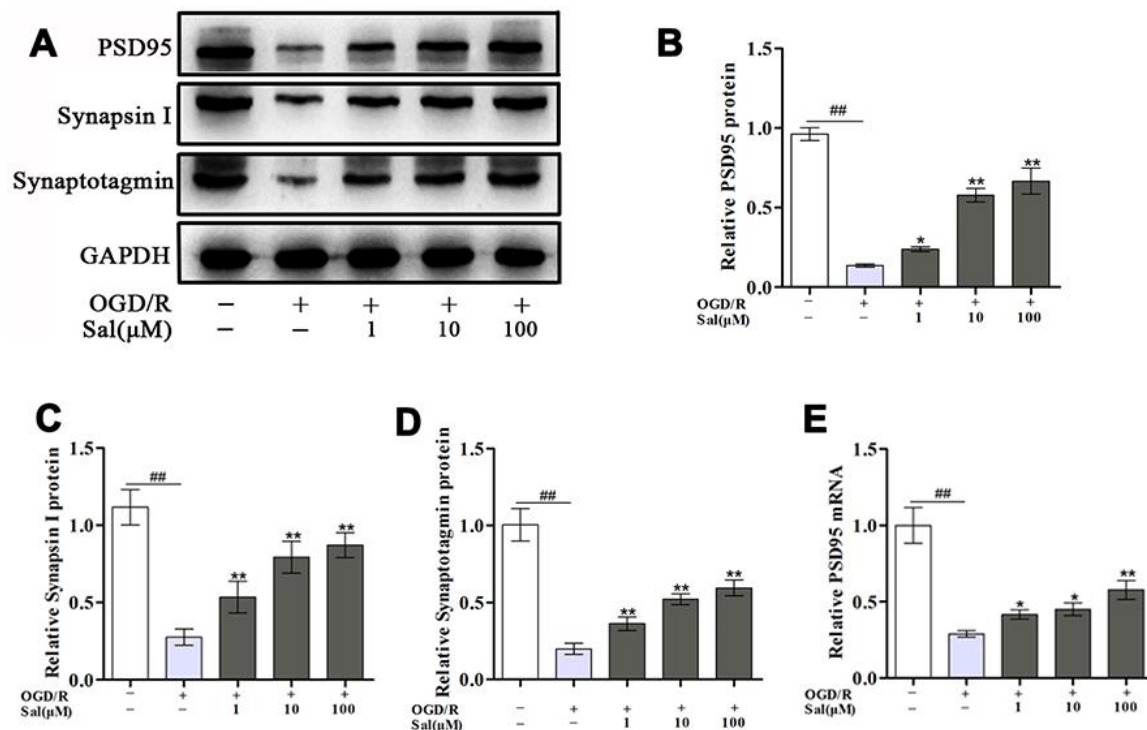 A
PSD95
Synapsin I
Synaptotagmin
GAPDH
OGD/R − + + + +
Sal(μM) − − 1 10 100
B
Relative PSD95 protein
1.5
1.0
0.5
0.0
##
*
**
**
OGD/R − + + + +
Sal(μM) − − 1 10 100
C
Relative Synapsin I protein
1.5
1.0
0.5
0.0
##
**
**
**
OGD/R − + + + +
Sal(μM) − − 1 10 100
D
Relative Synaptotagmin protein
1.5
1.0
0.5
0.0
##
**
**
**
OGD/R − + + + +
Sal(μM) − − 1 10 100
E
Relative PSD95 mRNA
1.5
1.0
0.5
0.0
##
*
*
**
OGD/R − + + + +
Sal(μM) − − 1 10 100